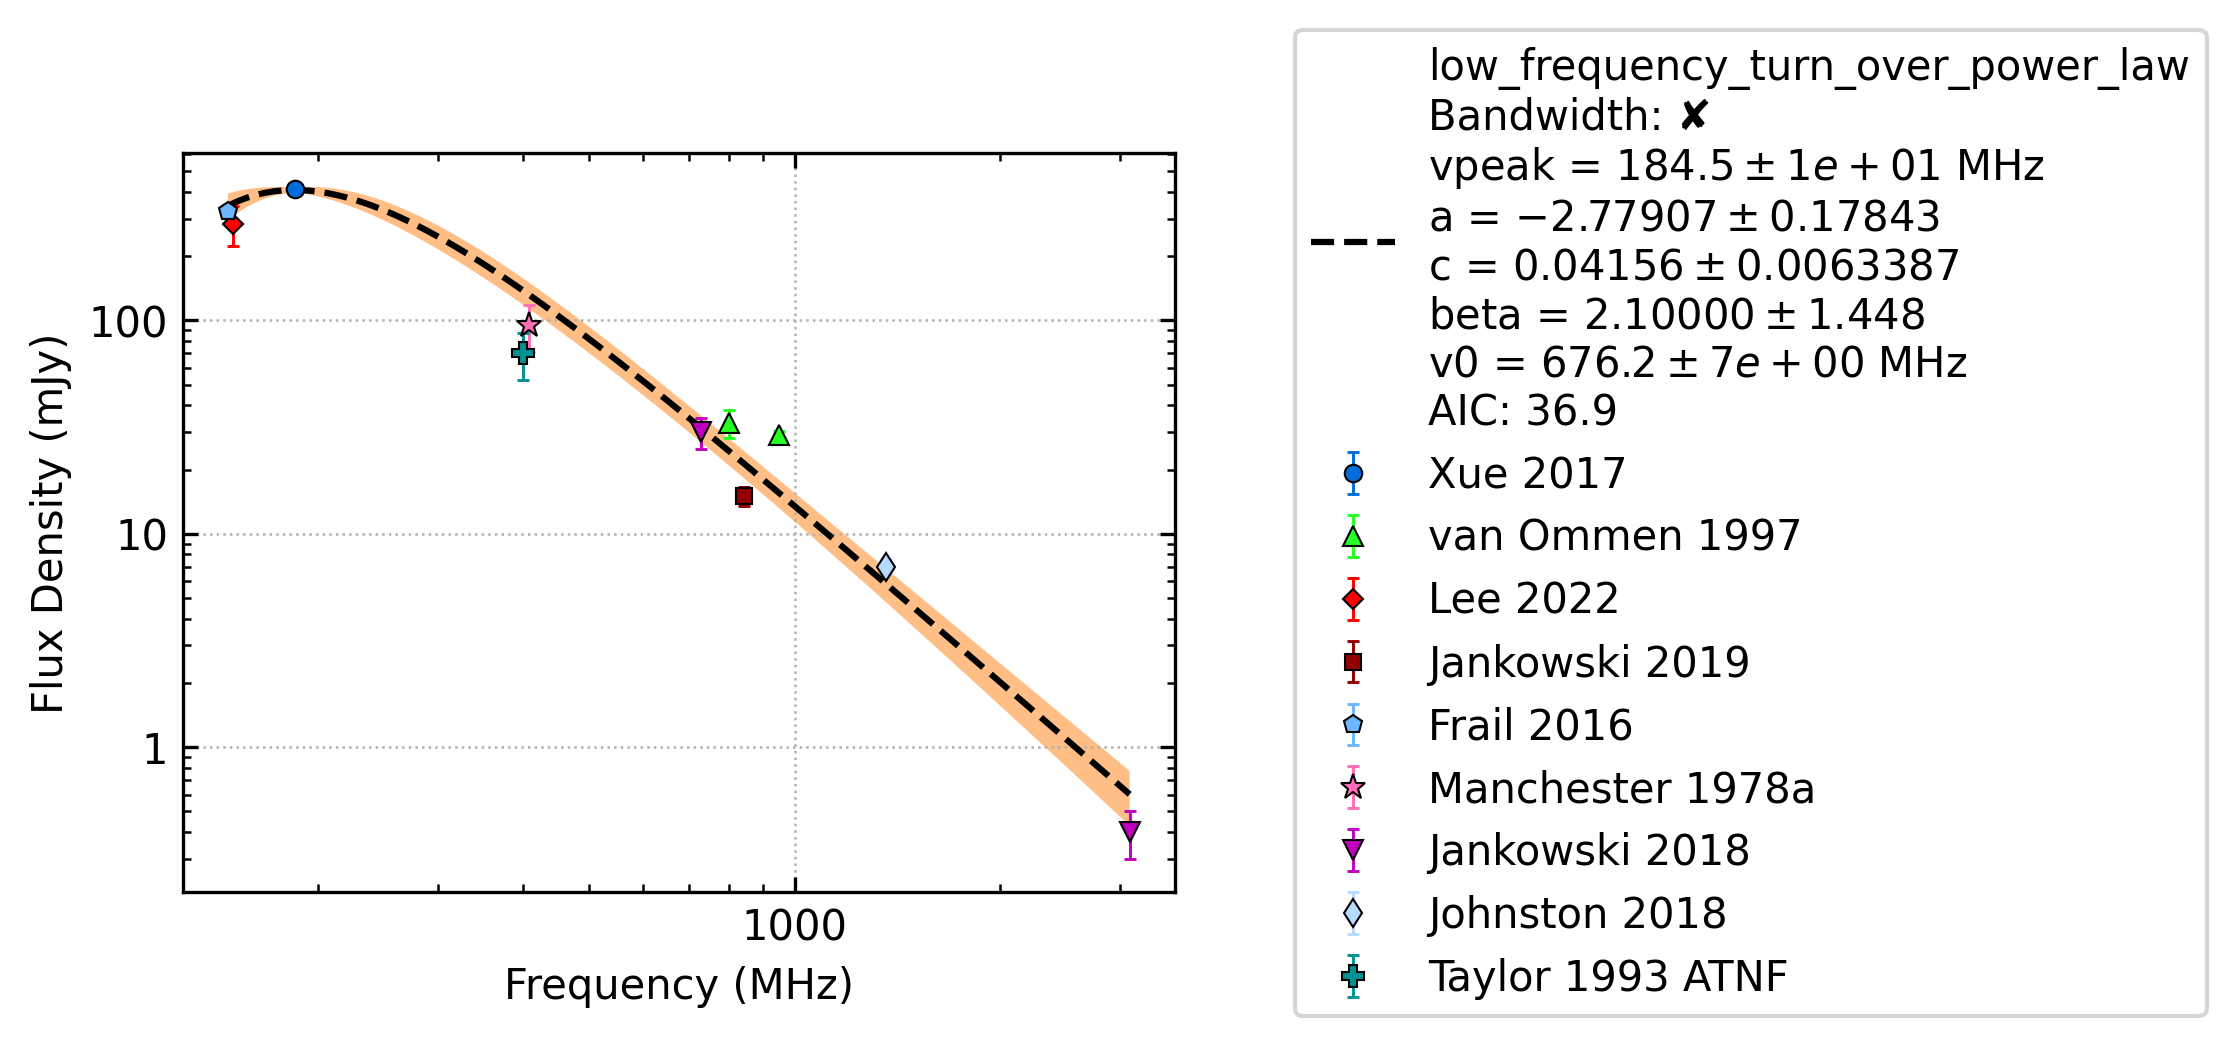 100
10
1
1000
Flux Density (mJy)
Frequency (MHz)
low_frequency_turn_over_power_law
Bandwidth: ✘
vpeak = 184.5 ± 1e + 01 MHz
a = −2.77907 ± 0.17843
c = 0.04156 ± 0.0063387
beta = 2.10000 ± 1.448
v0 = 676.2 ± 7e + 00 MHz
AIC: 36.9
Xue 2017
van Ommen 1997
Lee 2022
Jankowski 2019
Frail 2016
Manchester 1978a
Jankowski 2018
Johnston 2018
Taylor 1993 ATNF